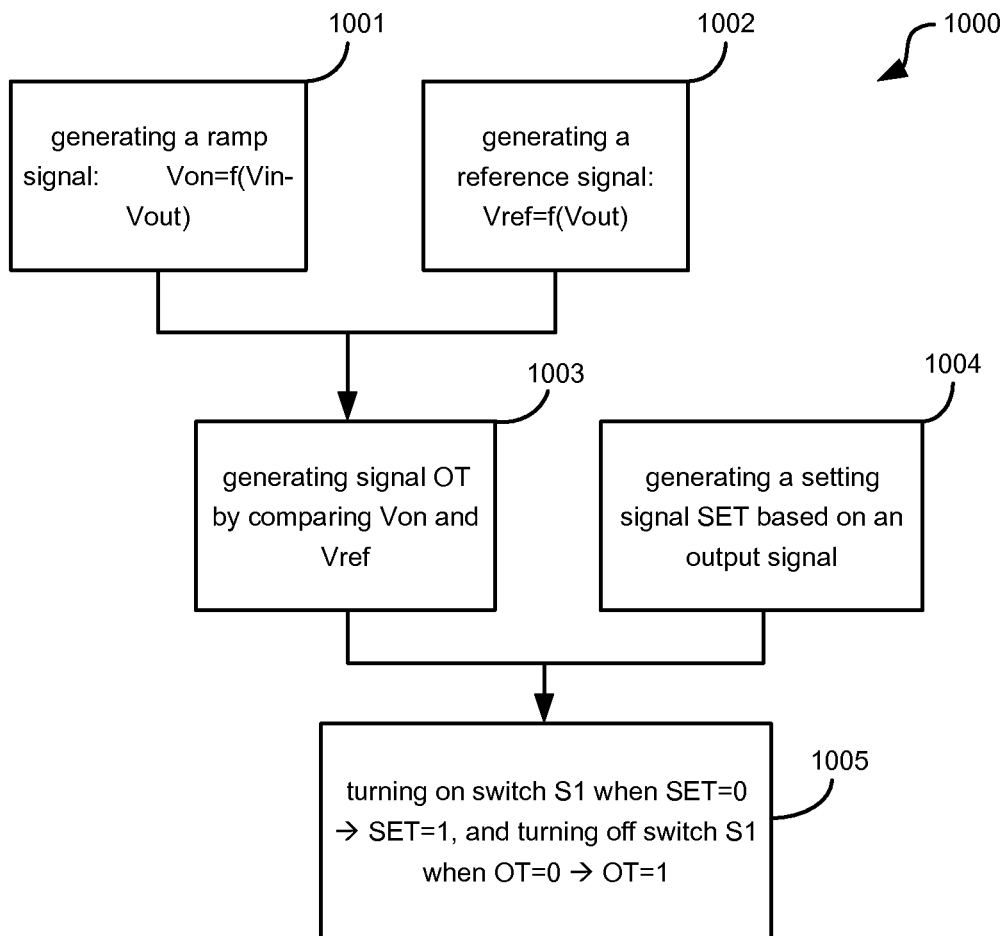 1001
1002
1000
generating a ramp
signal: Von=f(Vin-
Vout)
generating a
reference signal:
Vref=f(Vout)
1003
1004
generating signal OT
by comparing Von and
Vref
generating a setting
signal SET based on an
output signal
1005
turning on switch S1 when SET=0
→ SET=1, and turning off switch S1
when OT=0 → OT=1